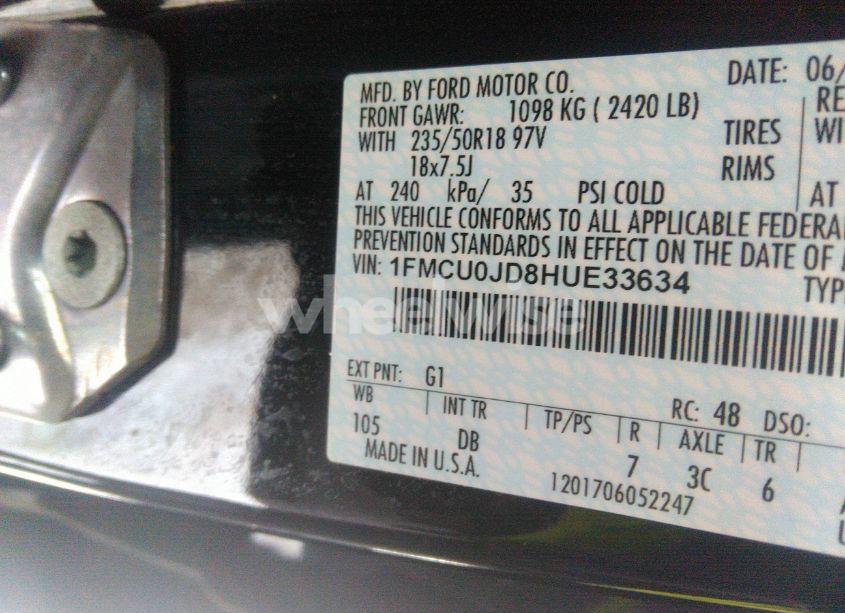 MFD. BY FORD MOTOR CO.
DATE: 06/
FRONT GAWR: 1098 KG ( 2420 LB)
RE
WITH 235/50R18 97V TIRES
WI
18x7.5J RIMS
AT 240 kPa/ 35 PSI COLD
AT
THIS VEHICLE CONFORMS TO ALL APPLICABLE FEDERA
PREVENTION STANDARDS IN EFFECT ON THE DATE OF
VIN: 1FMCU0JD8HUE33634
TYP
wheelwise
EXT PNT: G1
RC: 48 DSO:
WB INT TR TP/PS R AXLE TR
105 DB 7 3C 6
MADE IN U.S.A.
1201706052247